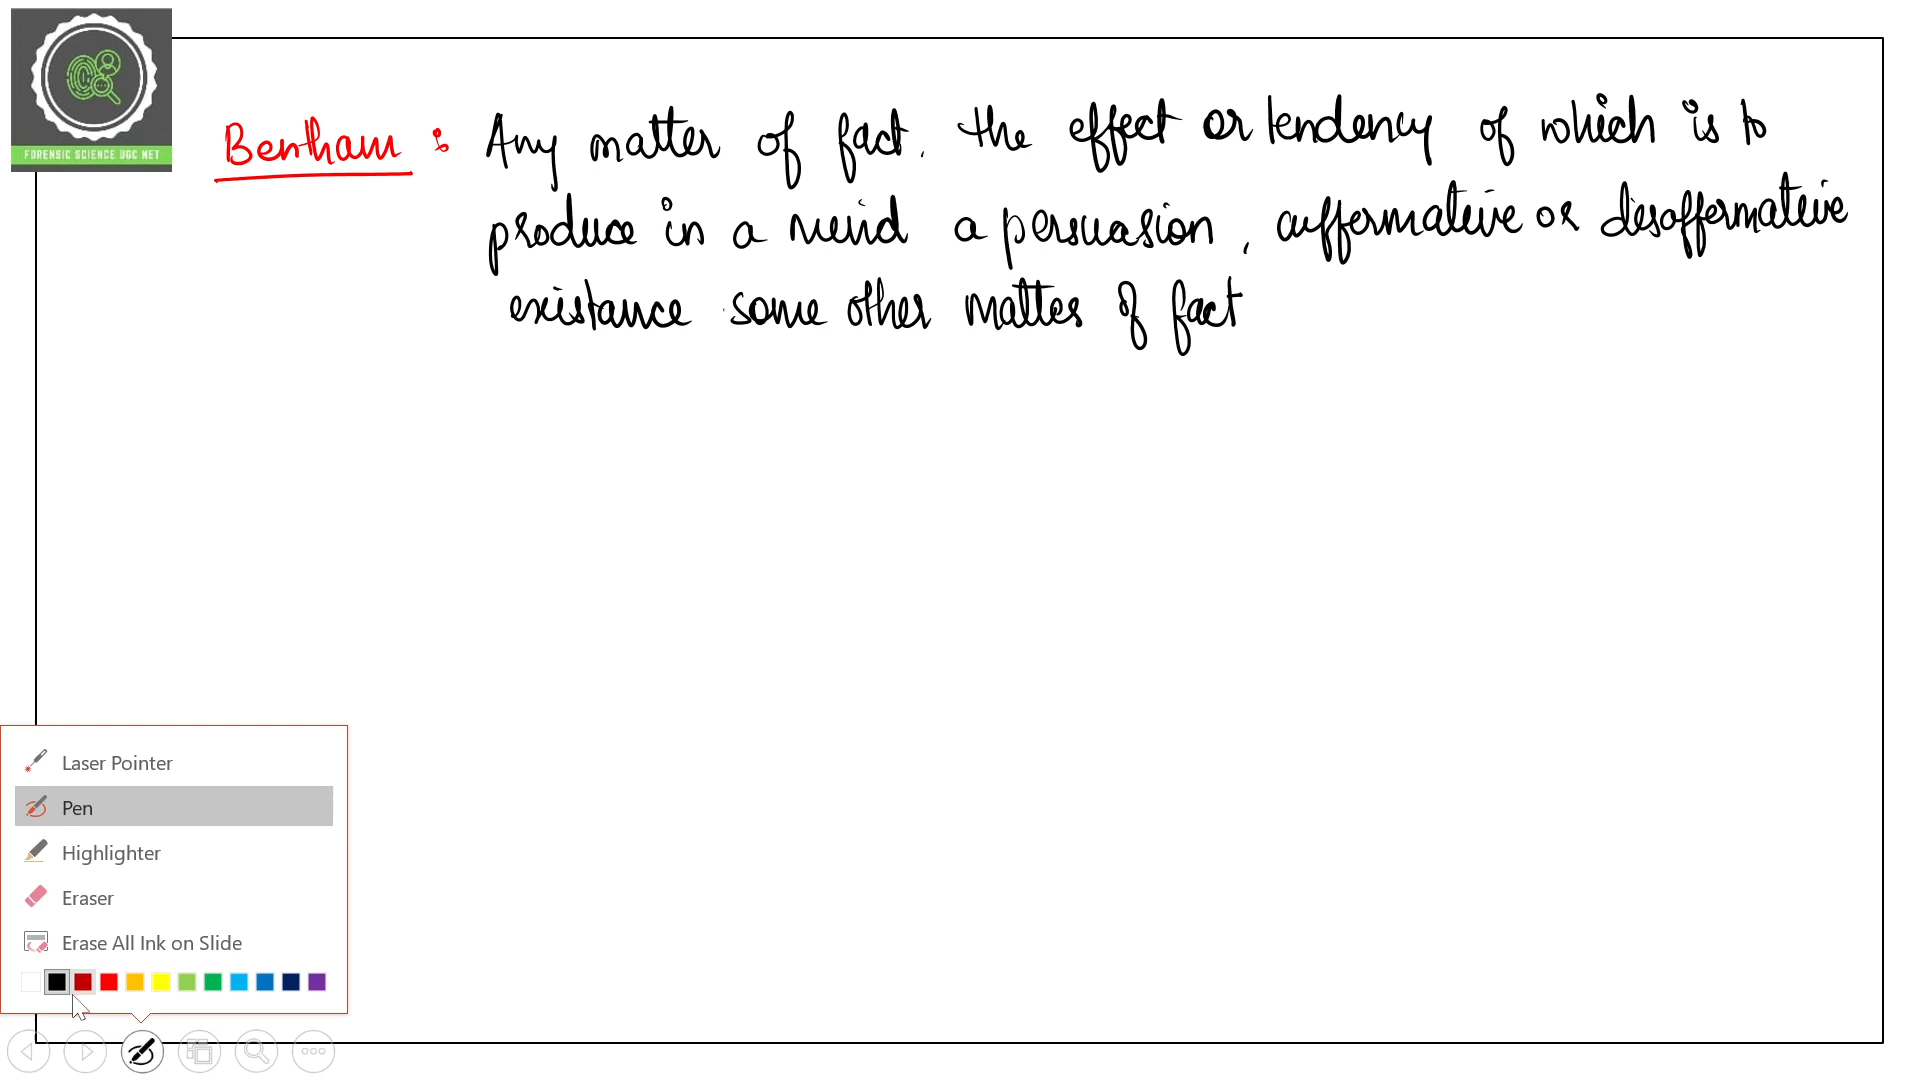 FORENSIC SCIENCE UGC NET
Bentham : Any matter of fact. the effect or tendency of which is to
produce in a mind a persuasion, affermative or desaffermative
existance some other matter of fact
Laser Pointer
Pen
Highlighter
Eraser
Erase All Ink on Slide